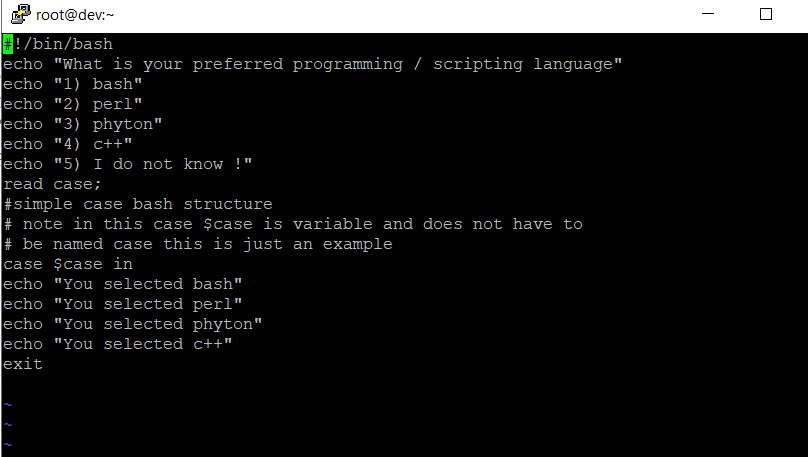 root@dev:~
#!/bin/bash
echo "What is your preferred programming / scripting language"
echo "1) bash"
echo "2) perl"
echo "3) phyton"
echo "4) c++"
echo "5) I do not know !"
read case;
#simple case bash structure
# note in this case $case is variable and does not have to
# be named case this is just an example
case $case in
echo "You selected bash"
echo "You selected perl"
echo "You selected phyton"
echo "You selected c++"
exit
~
~
~